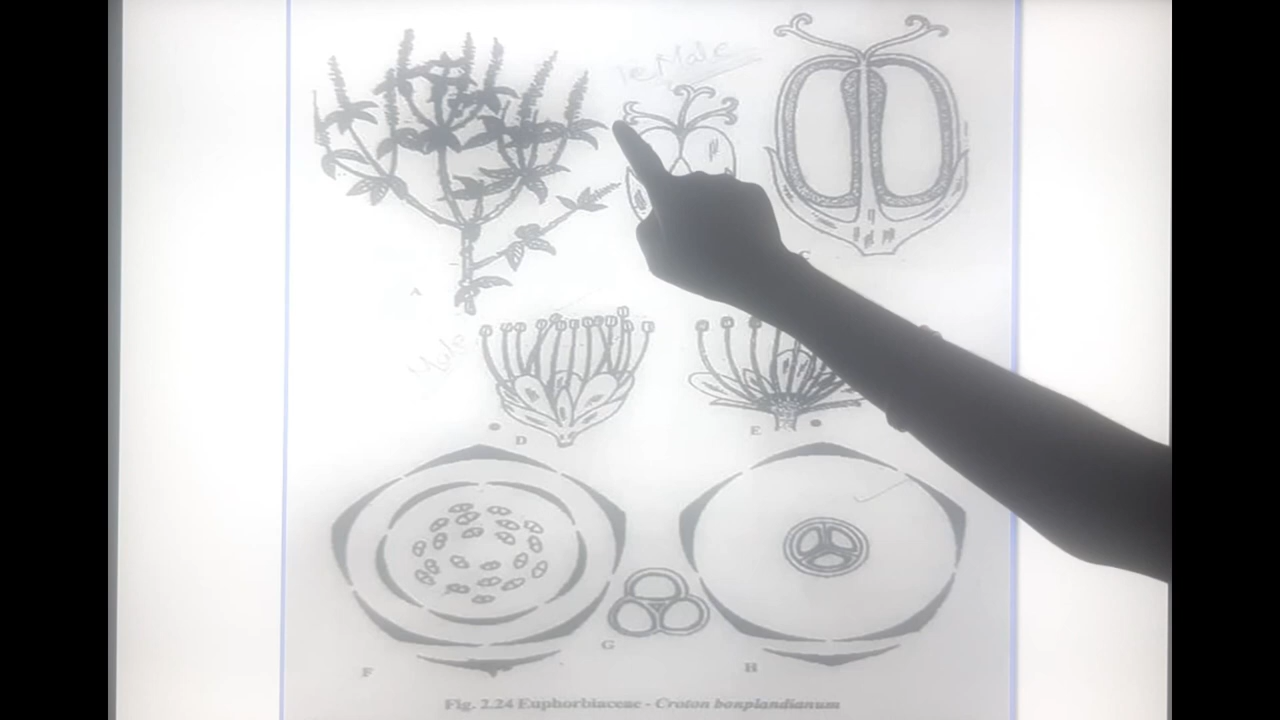 Female
A
C
Male
D
E
F
G
H
Fig. 2.24 Euphorbiaceae - Croton bonplandianum